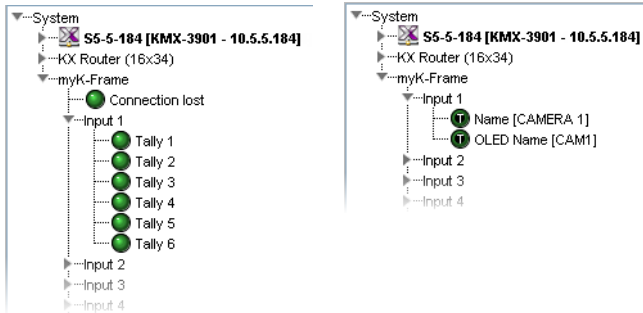 System
S5-5-184 [KMX-3901 - 10.5.5.184]
KX Router (16x34)
myK-Frame
Connection lost
Input 1
Tally 1
Tally 2
Tally 3
Tally 4
Tally 5
Tally 6
Input 2
Input 3
Input 4
System
S5-5-184 [KMX-3901 - 10.5.5.184]
KX Router (16x34)
myK-Frame
Input 1
T Name [CAMERA 1]
T OLED Name [CAM1]
Input 2
Input 3
Input 4